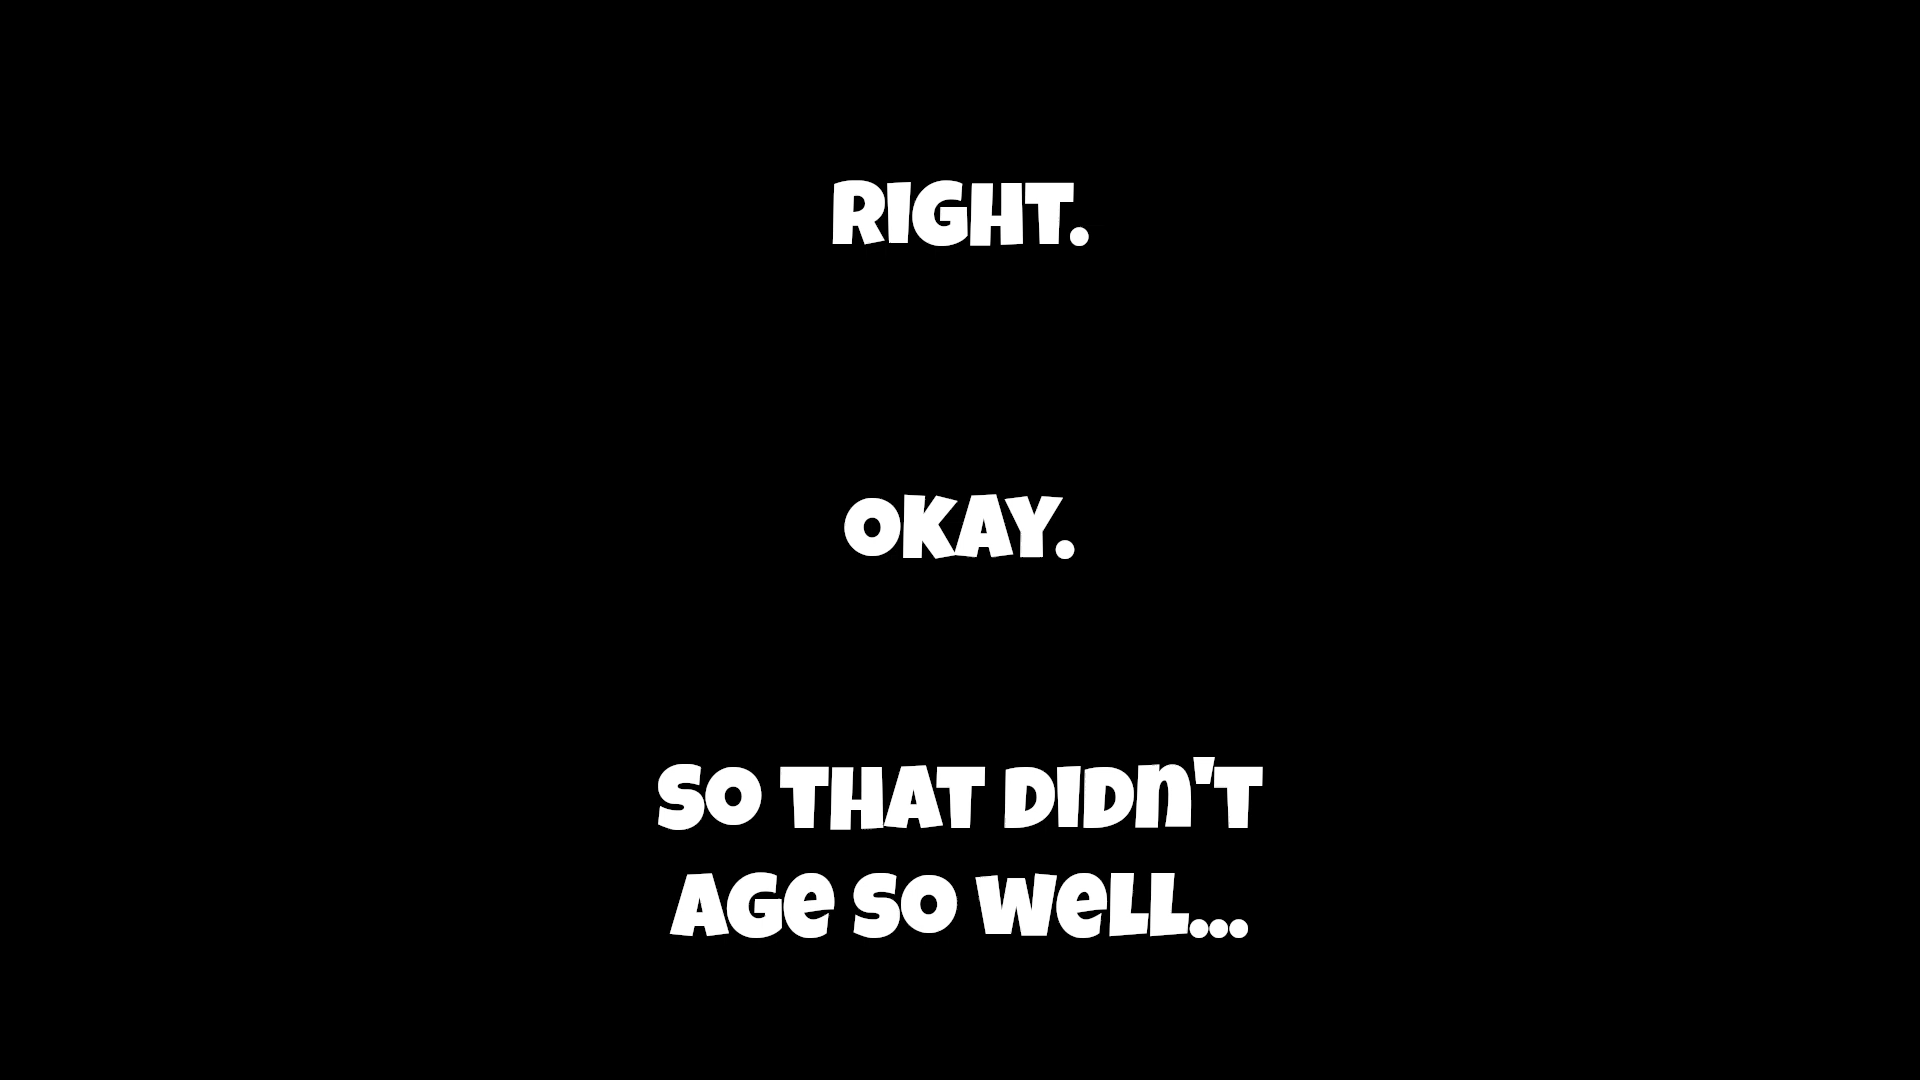 RIGHT.
OKAY.
SO THAT DIDN'T
AGE SO WELL...